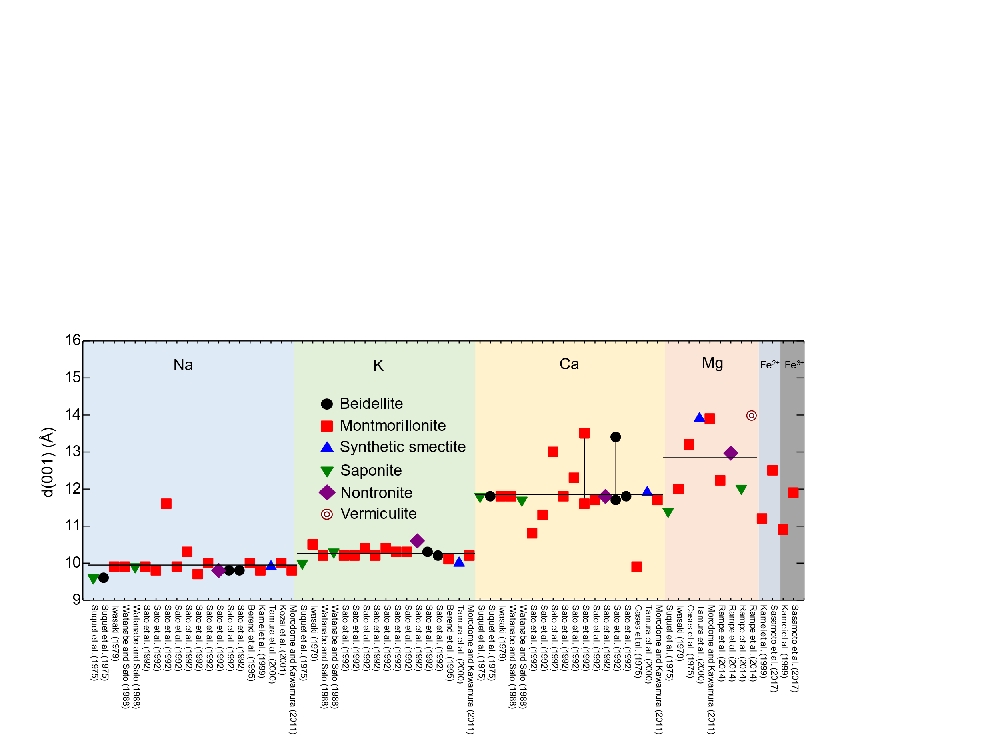 16
15
14
13
12
11
10
9
d(001) (Å)
Na
K
Ca
Mg
Fe2+
Fe3+
Beidellite
Montmorillonite
Synthetic smectite
Saponite
Nontronite
Vermiculite
Suquet et al. (1975)
Suquet et al. (1975)
Iwasaki (1979)
Watanabe and Sato (1988)
Watanabe and Sato (1988)
Sato et al. (1992)
Sato et al. (1992)
Sato et al. (1992)
Sato et al. (1992)
Sato et al. (1992)
Sato et al. (1992)
Sato et al. (1992)
Sato et al. (1992)
Sato et al. (1992)
Sato et al. (1992)
Berend et al. (1995)
Kamei et al. (1999)
Tamura et al. (2000)
Kozai et al. (2001)
Morodome and Kawamura (2011)
Suquet et al. (1975)
Iwasaki (1979)
Watanabe and Sato (1988)
Watanabe and Sato (1988)
Sato et al. (1992)
Sato et al. (1992)
Sato et al. (1992)
Sato et al. (1992)
Sato et al. (1992)
Sato et al. (1992)
Sato et al. (1992)
Sato et al. (1992)
Sato et al. (1992)
Sato et al. (1992)
Berend et al. (1995)
Tamura et al. (2000)
Morodome and Kawamura (2011)
Suquet et al. (1975)
Suquet et al. (1975)
Iwasaki (1979)
Watanabe and Sato (1988)
Watanabe and Sato (1988)
Sato et al. (1992)
Sato et al. (1992)
Sato et al. (1992)
Sato et al. (1992)
Sato et al. (1992)
Sato et al. (1992)
Sato et al. (1992)
Sato et al. (1992)
Sato et al. (1992)
Sato et al. (1992)
Cases et al. (1975)
Tamura et al. (2000)
Morodome and Kawamura (2011)
Suquet et al. (1975)
Iwasaki (1979)
Cases et al. (1975)
Tamura et al. (2000)
Morodome and Kawamura (2011)
Rampe et al. (2014)
Rampe et al. (2014)
Rampe et al. (2014)
Rampe et al. (2014)
Kamei et al. (1999)
Sasamoto et al. (2017)
Kamei et al. (1999)
Sasamoto et al. (2017)